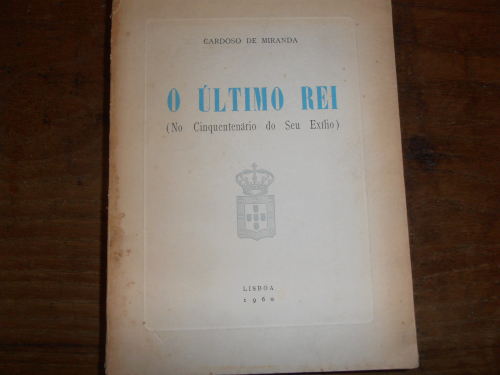 CARDOSO DE MIRANDA
O ÚLTIMO REI
(No Cinquentenário do Seu Exílio)
LISBOA
1960